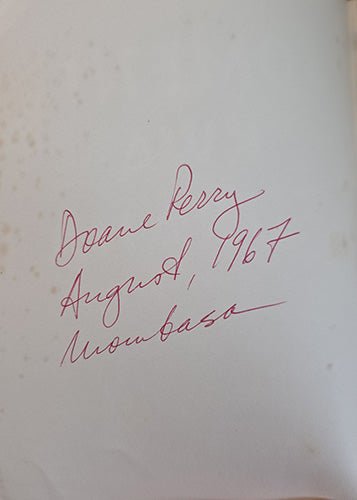 Doane Perry
August, 1967
Mombasa